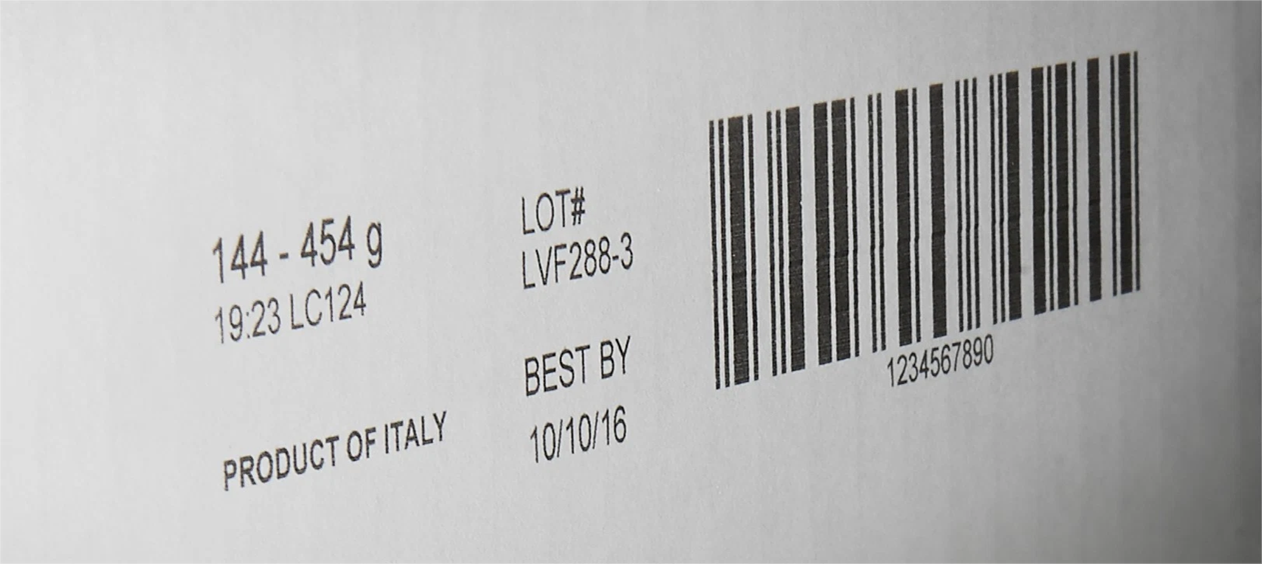 144 - 454 g
19:23 LC124
PRODUCT OF ITALY
LOT#
LVF288-3
BEST BY
10/10/16
1234567890